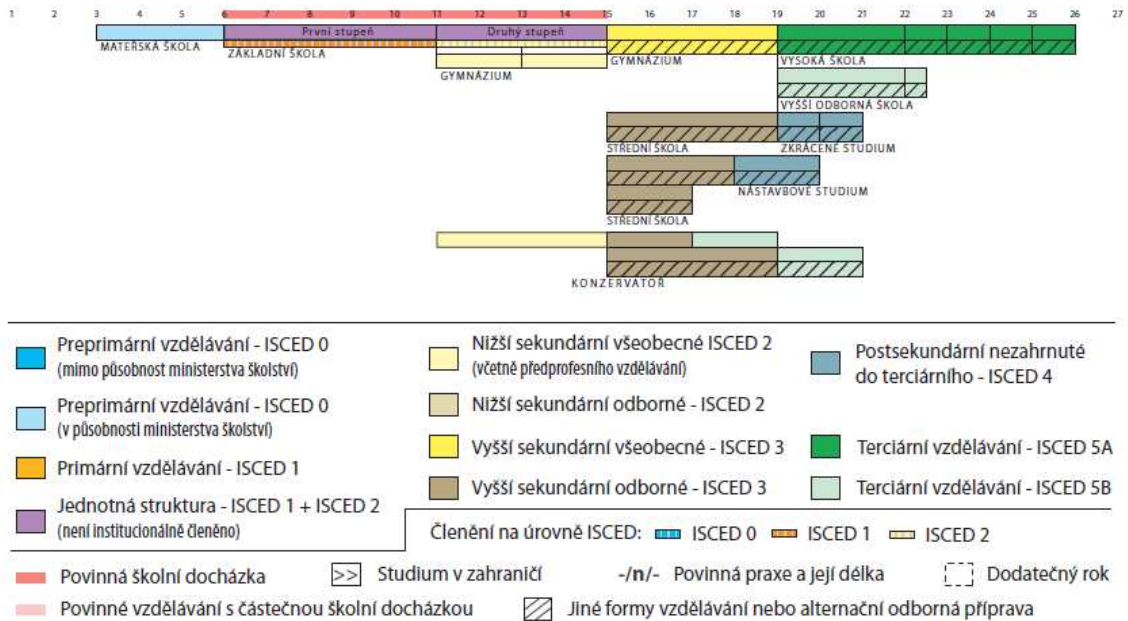 1 2 3 4 5 6 7 8 9 10 11 12 13 14 15 16 17 18 19 20 21 22 23 24 25 26 27
První stupeň Druhý stupeň
MATEŘSKÁ ŠKOLA ZÁKLADNÍ ŠKOLA GYMNÁZIUM VYSOKÁ ŠKOLA
GYMNÁZIUM
VYŠŠÍ ODBORNÁ ŠKOLA
STŘEDNÍ ŠKOLA ZKRÁCENÉ STUDIUM
NÁSTAVBOVÉ STUDIUM
STŘEDNÍ ŠKOLA
KONZERVATOŘ
Preprimární vzdělávání - ISCED 0
(mimo působnost ministerstva školství)
Preprimární vzdělávání - ISCED 0
(v působnosti ministerstva školství)
Primární vzdělávání - ISCED 1
Jednotná struktura - ISCED 1 + ISCED 2
(není institucionálně členěno)
Nižší sekundární všeobecné ISCED 2
(včetně předprofesního vzdělávání)
Nižší sekundární odborné - ISCED 2
Vyšší sekundární všeobecné - ISCED 3
Vyšší sekundární odborné - ISCED 3
Postsekundární nezahrnuté
do terciárního - ISCED 4
Terciární vzdělávání - ISCED 5A
Terciární vzdělávání - ISCED 5B
Členění na úrovně ISCED: ISCED 0 ISCED 1 ISCED 2
Povinná školní docházka >> Studium v zahraničí -/n/- Povinná praxe a její délka Dodatečný rok
Povinné vzdělávání s částečnou školní docházkou Jiné formy vzdělávání nebo alternační odborná příprava